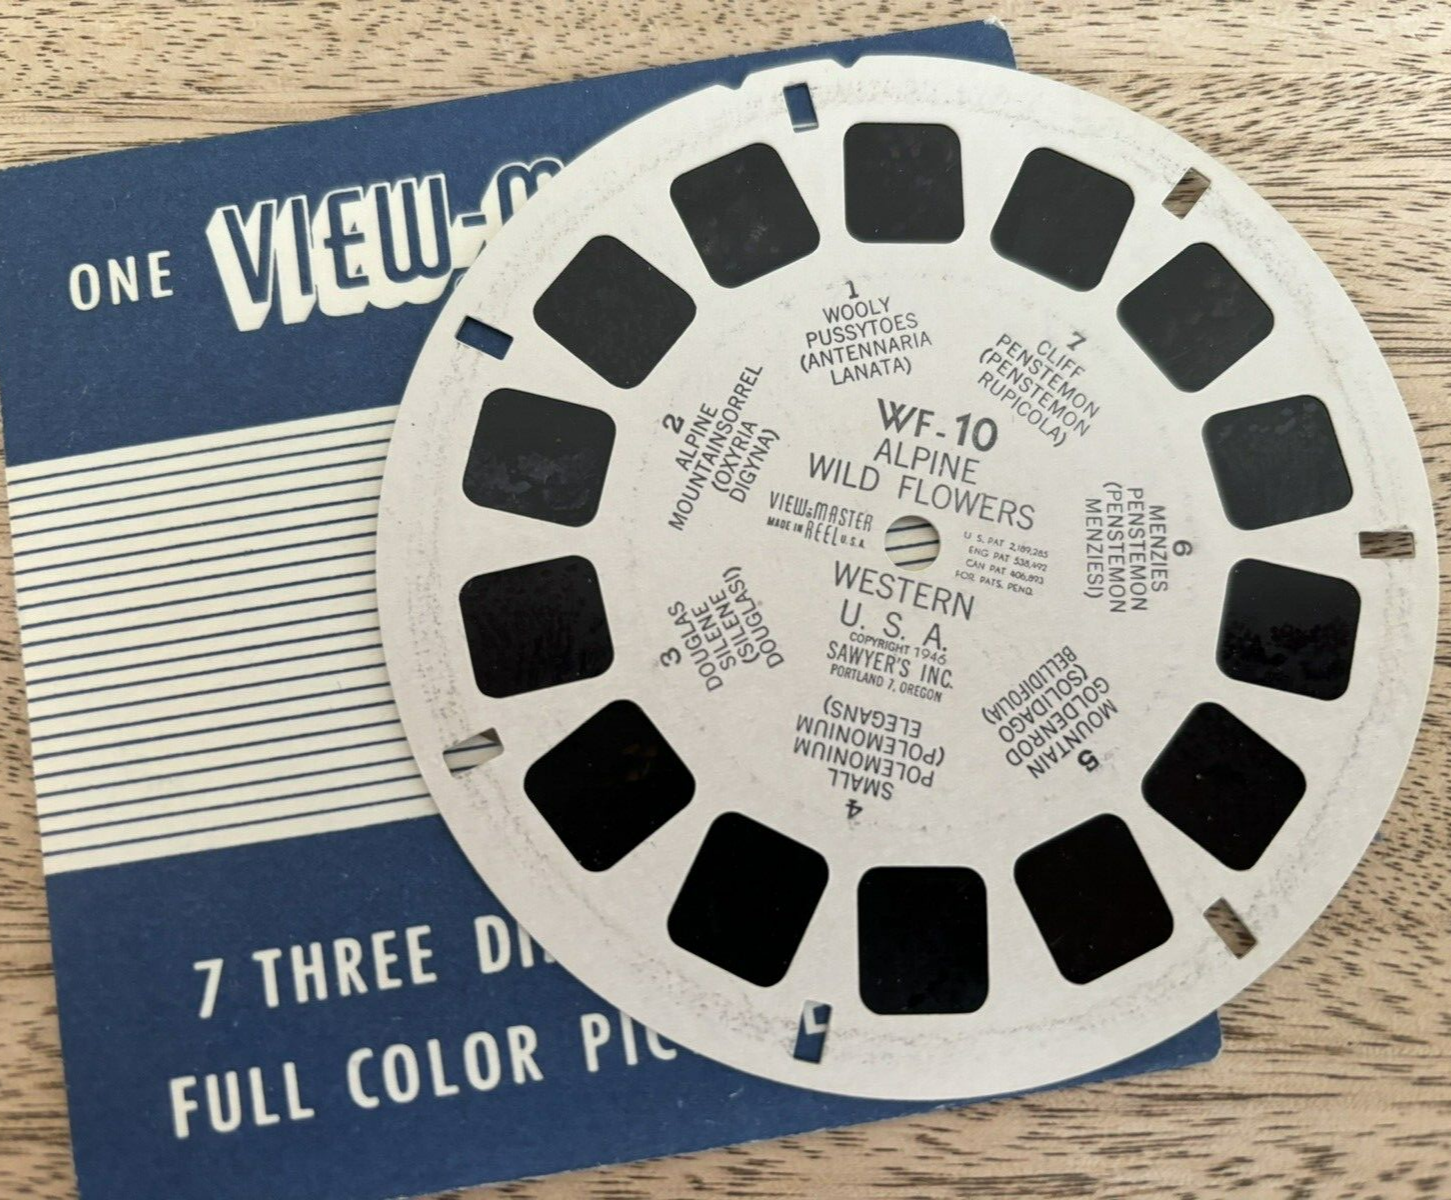 ONE VIEW-M
7 THREE DI
FULL COLOR PIC
WF-10
ALPINE
WILD FLOWERS
VIEW-MASTER
MADE IN REEL U.S.A.
U.S. PAT 2,189,285
ENG PAT 538,492
CAN PAT 406,893
FOR. PATS. PEND.
WESTERN
U. S. A.
COPYRIGHT 1946
SAWYER'S INC.
PORTLAND 7, OREGON
1
WOOLY
PUSSYTOES
(ANTENNARIA
LANATA)
2
ALPINE
MOUNTAINSORREL
(OXYRIA
DIGYNA)
3
DOUGLAS
SILENE
(SILENE
DOUGLASI)
4
SMALL
POLEMONIUM
(POLEMONIUM
ELEGANS)
5
MOUNTAIN
GOLDENROD
(SOLIDAGO
BELLIDIFOLIA)
6
MENZIES
PENSTEMON
(PENSTEMON
MENZIESI)
7
CLIFF
PENSTEMON
(PENSTEMON
RUPICOLA)